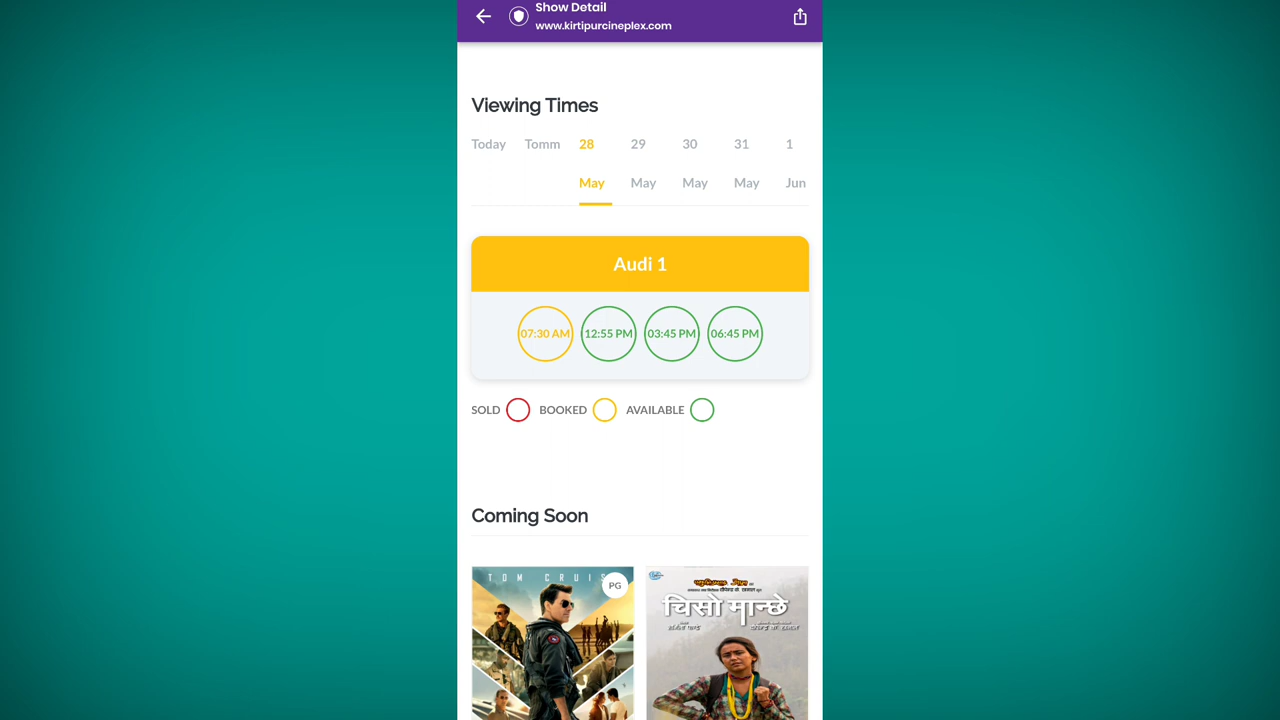 Show Detail
www.kirtipurcineplex.com
Viewing Times
Today Tomm 28 29 30 31 1
May May May May Jun
Audi 1
07:30 AM 12:55 PM 03:45 PM 06:45 PM
SOLD BOOKED AVAILABLE
Coming Soon
PG
चिसो मान्छे